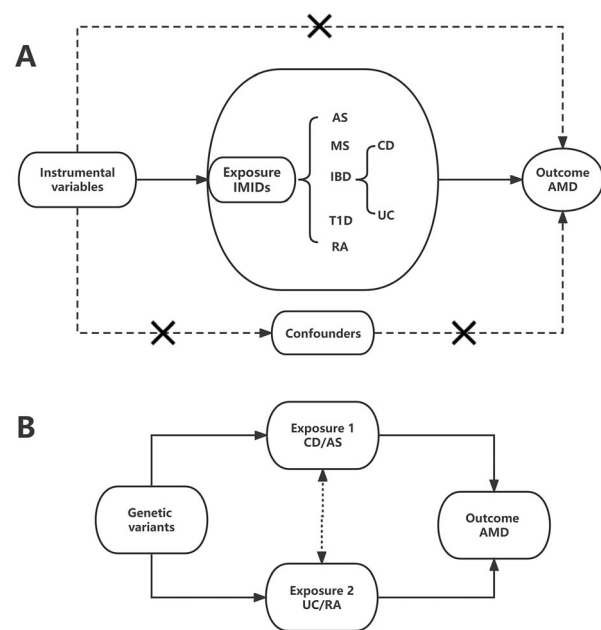 A
Instrumental
variables
Exposure
IMIDs
AS
MS
IBD
T1D
RA
CD
UC
Outcome
AMD
Confounders
B
Genetic
variants
Exposure 1
CD/AS
Exposure 2
UC/RA
Outcome
AMD